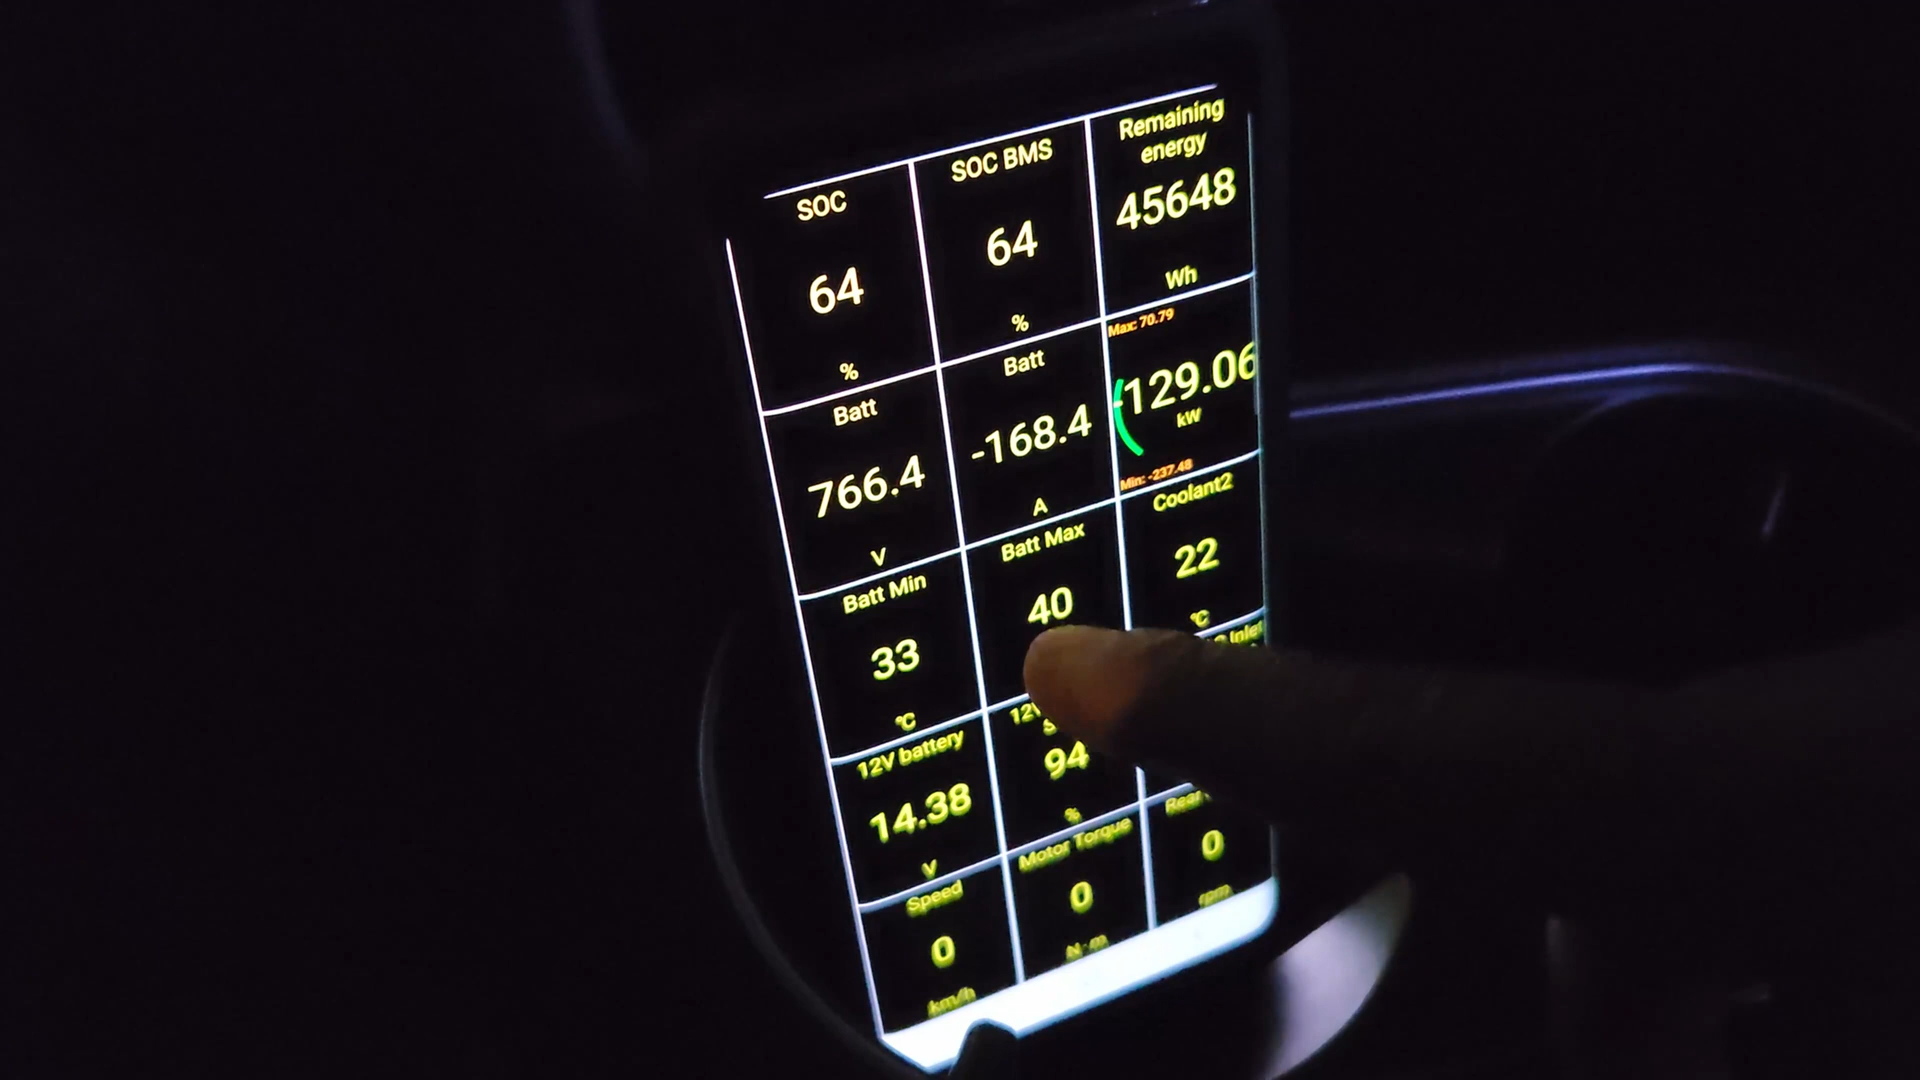 SOC
64
%
SOC BMS
64
%
Remaining
energy
45648
Wh
Batt
766.4
V
Batt
-168.4
A
Max: 70.79
-129.06
kW
Min: -237.48
Batt Min
33
°C
Batt Max
40
Coolant2
22
°C
12V battery
14.38
V
94
%
Inlet
Speed
0
km/h
Motor Torque
0
N·m
Rear
0
rpm